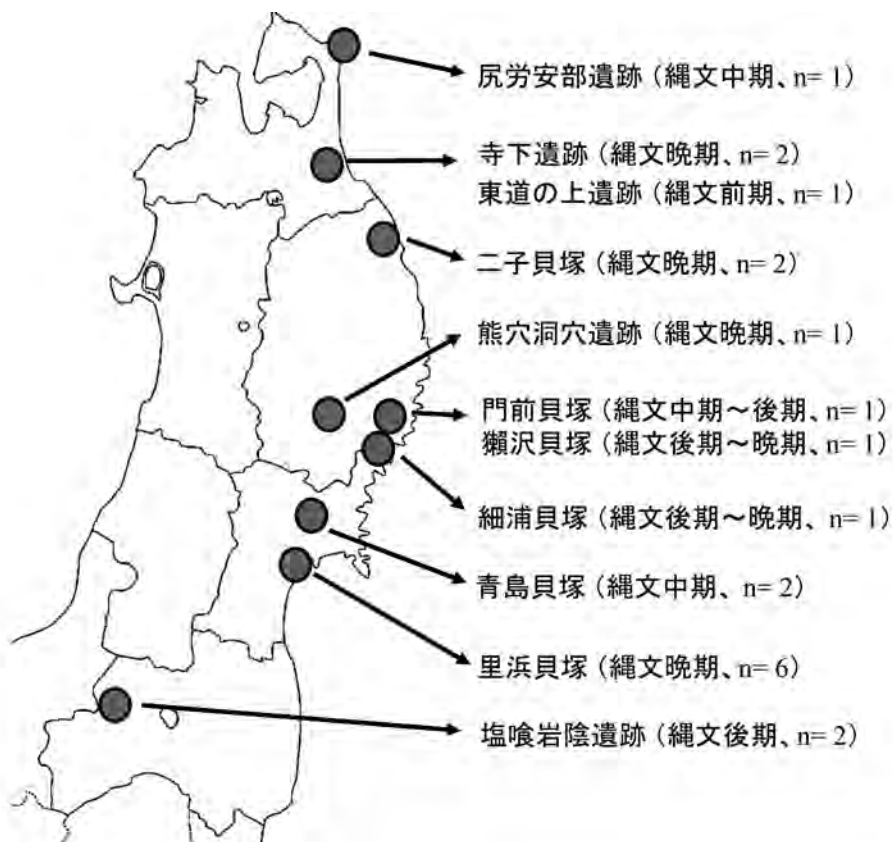 尻労安部遺跡（縄文中期、n= 1）
寺下遺跡（縄文晩期、n= 2）
東道の上遺跡（縄文前期、n= 1）
二子貝塚（縄文晩期、n= 2）
熊穴洞穴遺跡（縄文晩期、n= 1）
門前貝塚（縄文中期～後期、n= 1）
獺沢貝塚（縄文後期～晩期、n= 1）
細浦貝塚（縄文後期～晩期、n= 1）
青島貝塚（縄文中期、 n= 2）
里浜貝塚（縄文晩期、n= 6）
塩喰岩陰遺跡（縄文後期、n= 2）